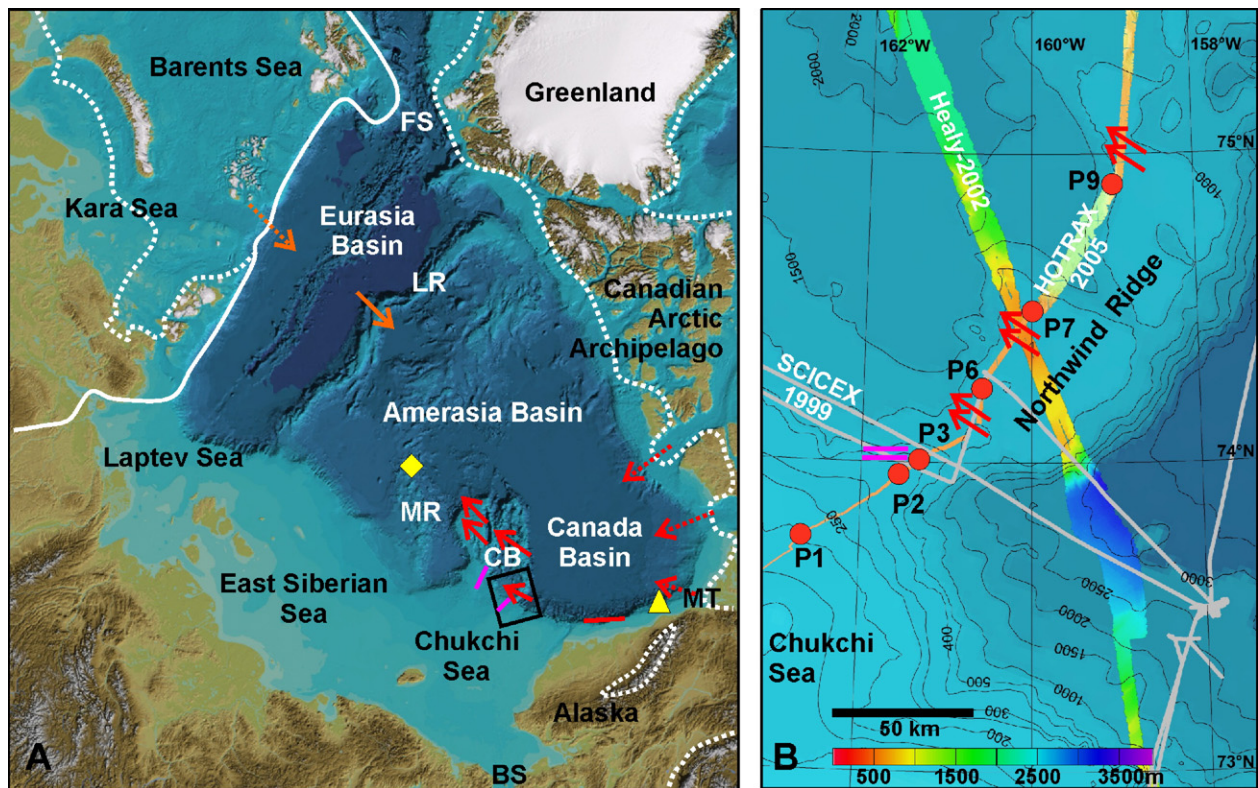 Barents Sea
Greenland
FS
Kara Sea
Eurasia
Basin
LR
Canadian
Arctic
Archipelago
Amerasia Basin
Laptev Sea
MR
Canada
Basin
CB
East Siberian
Sea
MT
Chukchi
Sea
Alaska
A
BS
2000
2000
162°W
160°W
158°W
Healy-2002
75°N
P9
1000
HOTRAX
2005
1500
P7
Northwind Ridge
SCICEX
1999
P6
P3
74°N
P2
250
P1
3000
2500
2000
400
1500
Chukchi
Sea
500
1000
300
200
50 km
B
500
1500
2500
3500m
73°N